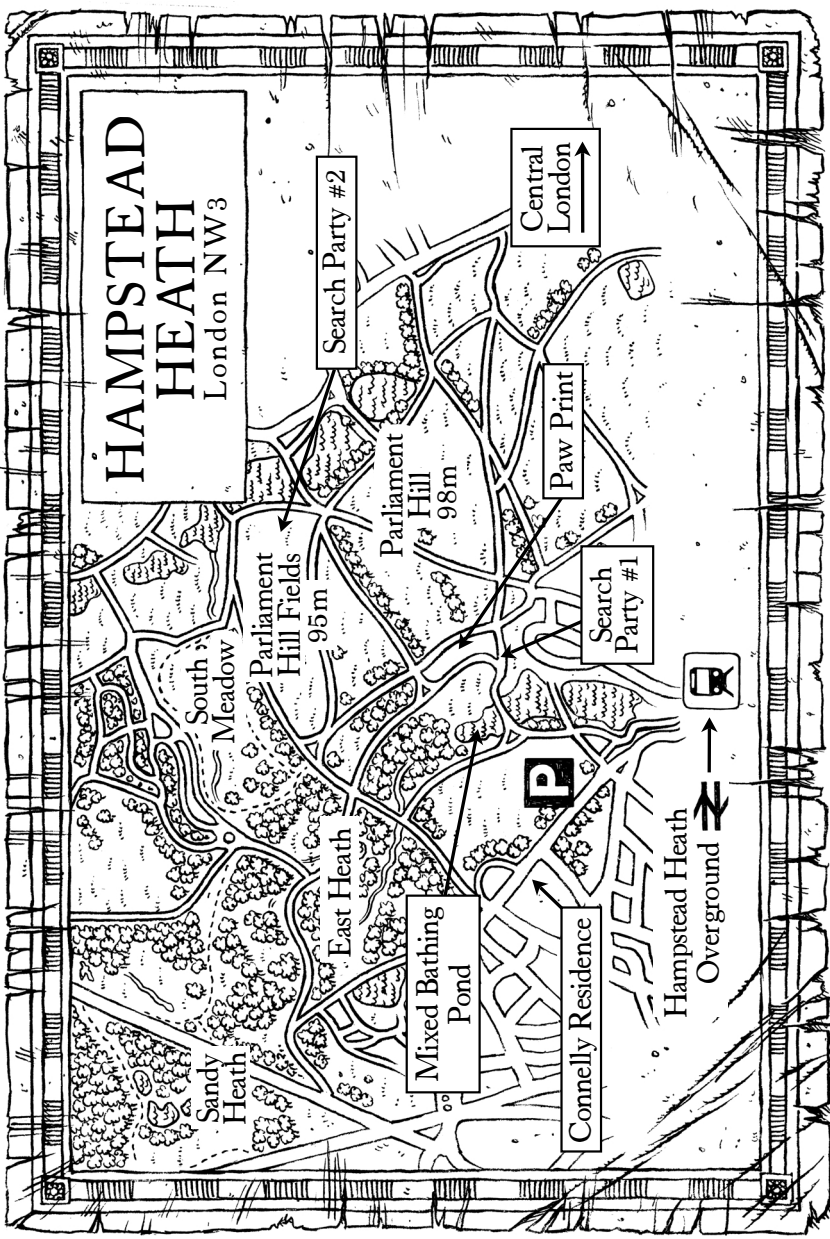 HAMPSTEAD
HEATH
London NW3
Search Party #2
Central
London
Parliament
Hill
98m
Paw Print
Parliament
Hill Fields
95m
Search
Party #1
South
Meadow
P
East Heath
Mixed Bathing
Pond
Connelly Residence
Hampstead Heath
Overground
Sandy
Heath